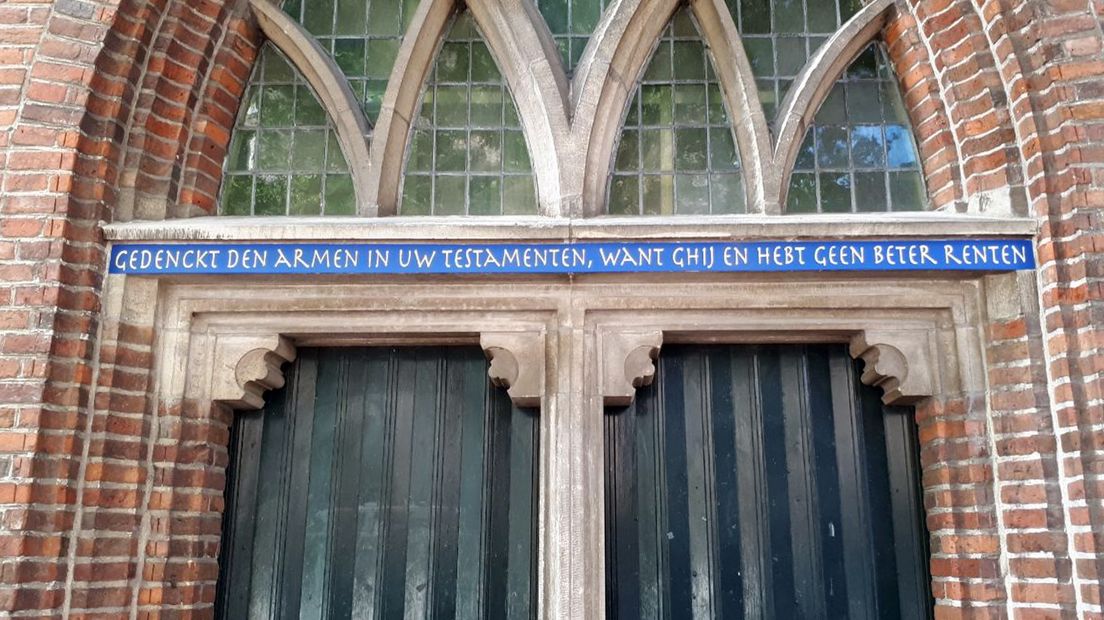 GEDENCKT DEN ARMEN IN UW TESTAMENTEN, WANT GHIJ EN HEBT GEEN BETER RENTEN